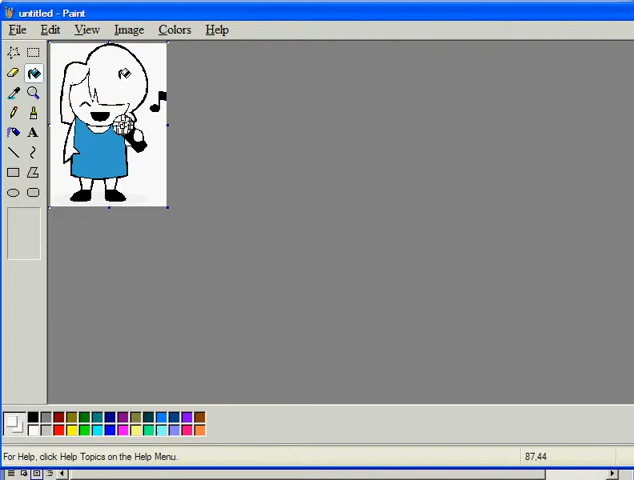 untitled - Paint
File Edit View Image Colors Help
A
For Help, click Help Topics on the Help Menu.
87,44